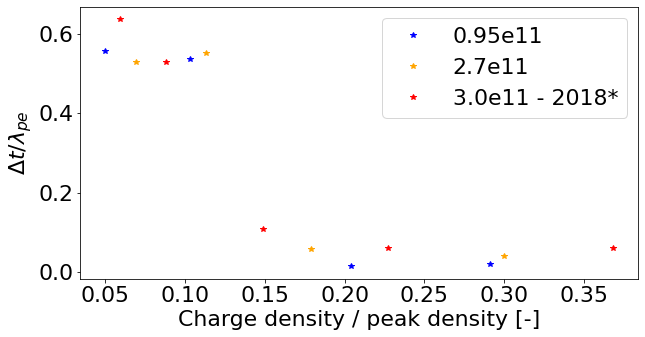 0.95e11
2.7e11
3.0e11 - 2018*
Δt/λpe
0.6
0.4
0.2
0.0
0.05 0.10 0.15 0.20 0.25 0.30 0.35
Charge density / peak density [-]